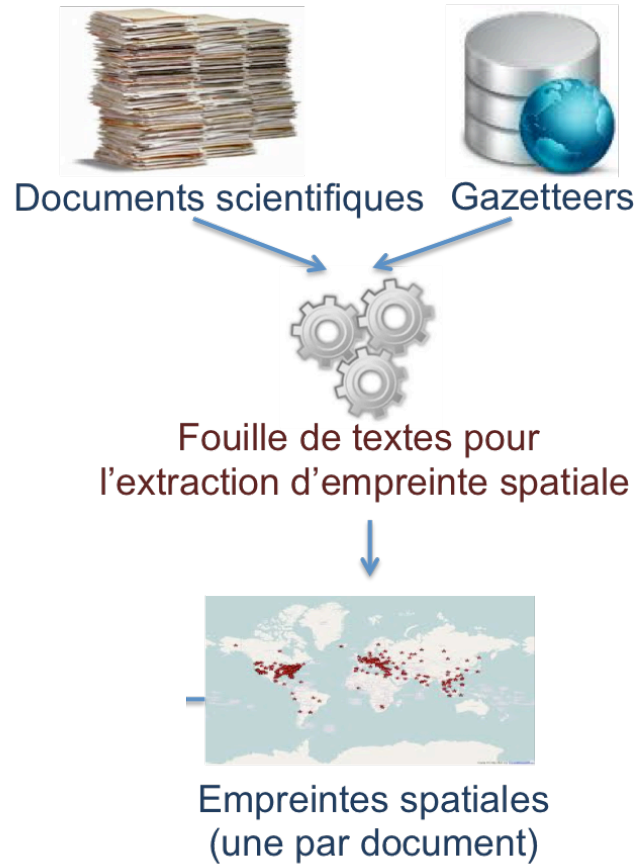 Documents scientifiques
Gazetteers
Fouille de textes pour
l'extraction d'empreinte spatiale
Empreintes spatiales
(une par document)